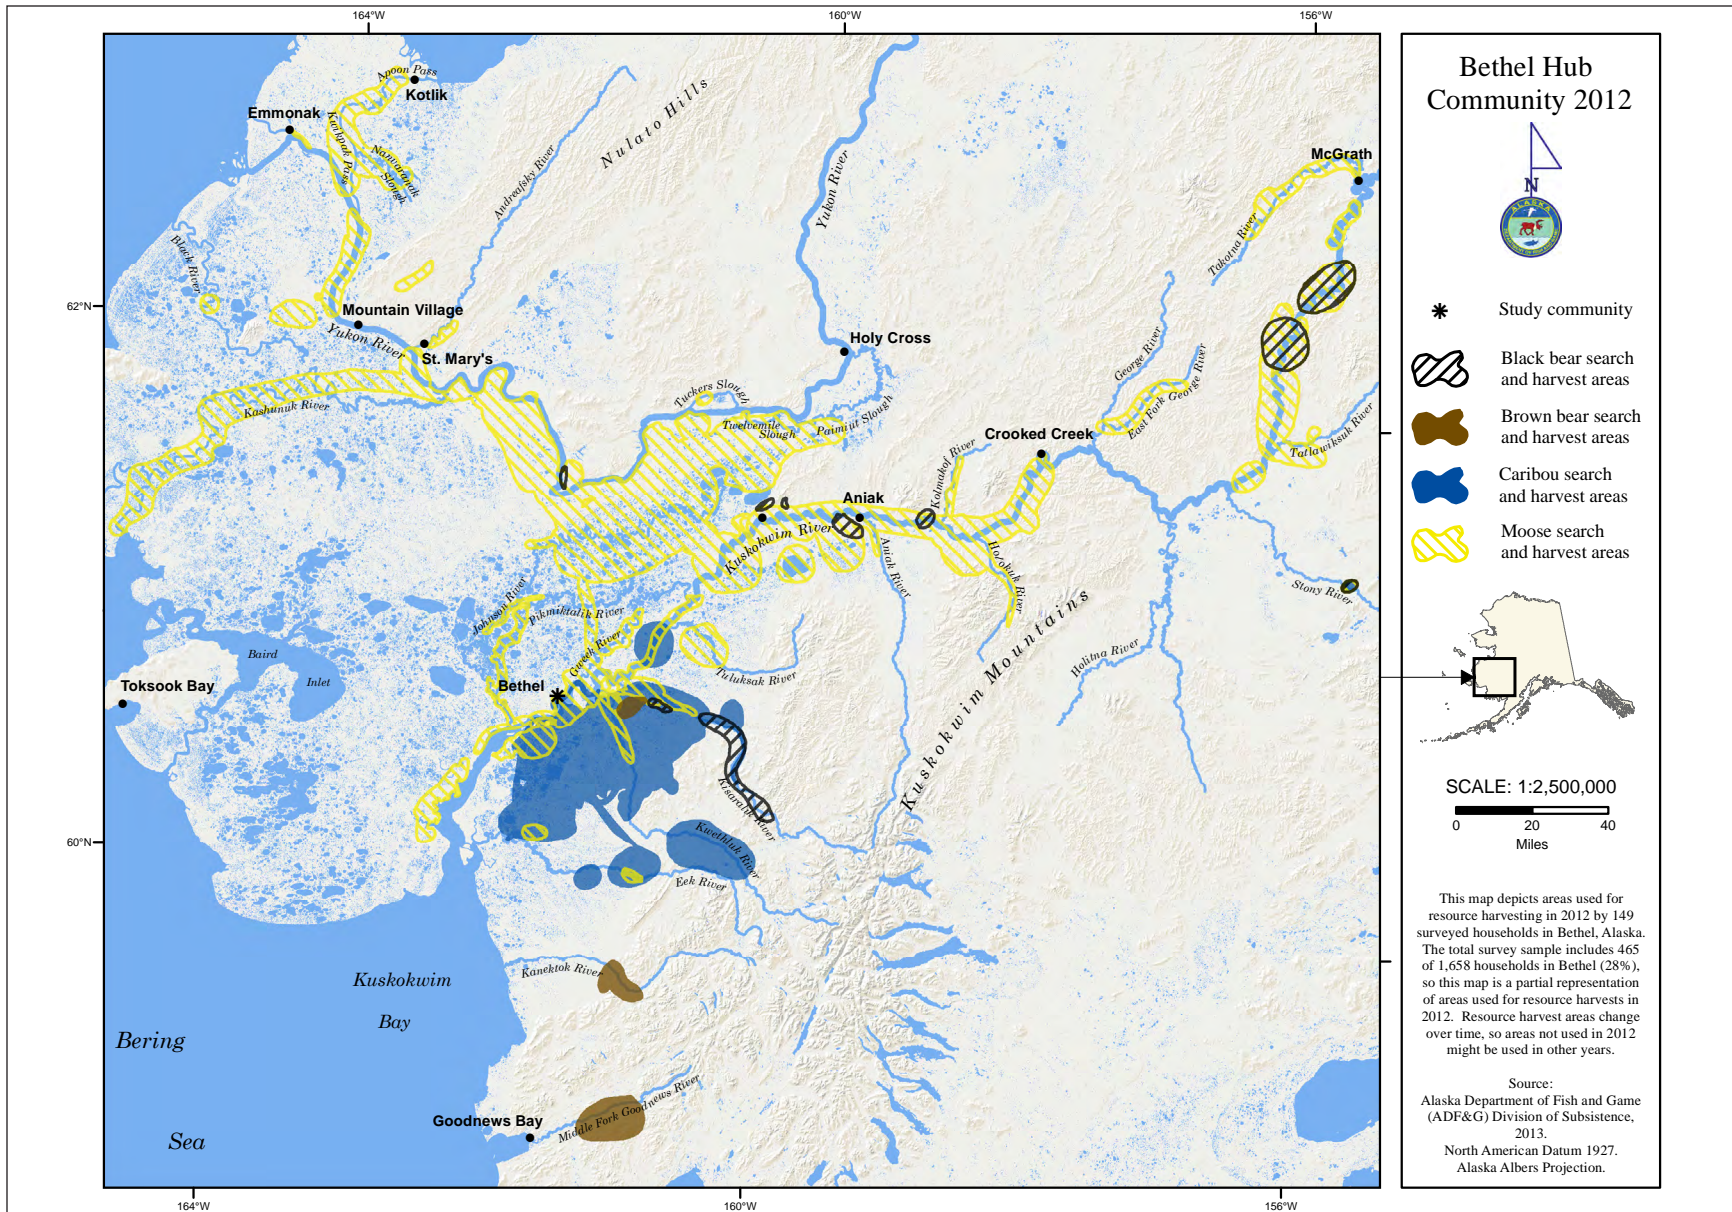 164°W
160°W
156°W
Apoon Pass
Kotlik
Emmonak
Kwikpak Pass
Nanvaranak
Slough
Nulato Hills
Andreafsky River
Yukon River
Black River
McGrath
Takotna River
62°N
Mountain Village
Yukon River
St. Mary's
Holy Cross
George River
East Fork George River
Kashunuk River
Tuckers Slough
Twelvemile
Slough
Paimiut Slough
Crooked Creek
Tatlawiksuk River
Kolmakof River
Aniak
Kuskokwim River
Aniak River
Holokuk River
Stony River
Johnson River
Pikmiktalik River
Gweek River
Kuskokwim Mountains
Holitna River
Baird
Inlet
Toksook Bay
Bethel
Tuluksak River
Kisaralik River
60°N
Kwethluk River
Eek River
Kanektok River
Kuskokwim
Bay
Bering
Sea
Goodnews Bay
Middle Fork Goodnews River
164°W
160°W
156°W
Bethel Hub
Community 2012
N
ALASKA
Study community
Black bear search
and harvest areas
Brown bear search
and harvest areas
Caribou search
and harvest areas
Moose search
and harvest areas
SCALE: 1:2,500,000
0 20 40
Miles
This map depicts areas used for
resource harvesting in 2012 by 149
surveyed households in Bethel, Alaska.
The total survey sample includes 465
of 1,658 households in Bethel (28%),
so this map is a partial representation
of areas used for resource harvests in
2012. Resource harvest areas change
over time, so areas not used in 2012
might be used in other years.
Source:
Alaska Department of Fish and Game
(ADF&G) Division of Subsistence,
2013.
North American Datum 1927.
Alaska Albers Projection.